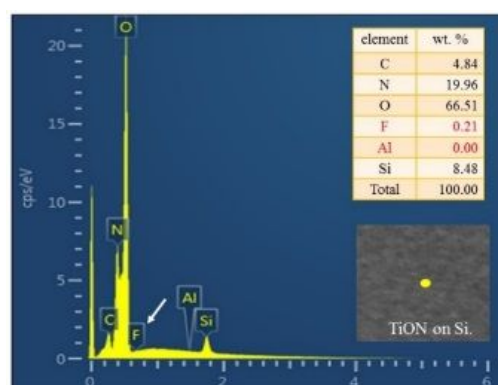 20
15
10
5
0
cps/eV
0
2
4
6
O
N
C
F
Al
Si
element wt. %
C 4.84
N 19.96
O 66.51
F 0.21
Al 0.00
Si 8.48
Total 100.00
TiON on Si.